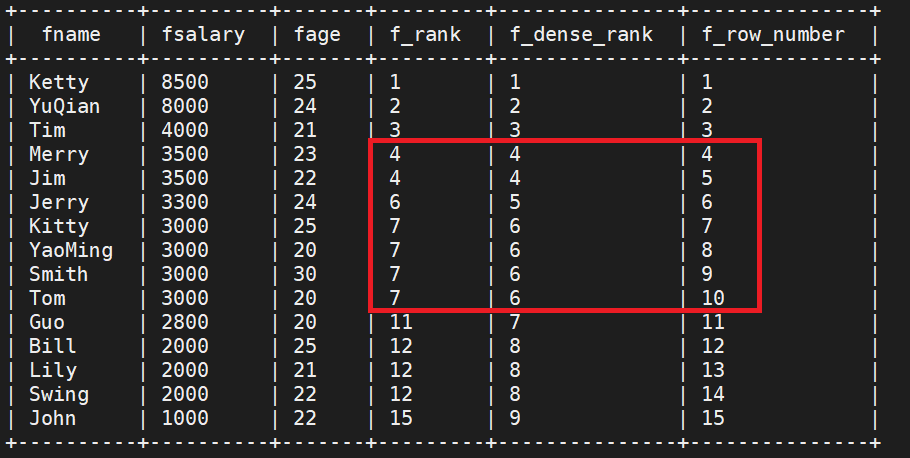 +----------+----------+-------+---------+---------------+---------------+
|  fname   | fsalary  | fage  | f_rank  | f_dense_rank  | f_row_number  |
+----------+----------+-------+---------+---------------+---------------+
| Ketty    | 8500     | 25    | 1       | 1             | 1             |
| YuQian   | 8000     | 24    | 2       | 2             | 2             |
| Tim      | 4000     | 21    | 3       | 3             | 3             |
| Merry    | 3500     | 23    | 4       | 4             | 4             |
| Jim      | 3500     | 22    | 4       | 4             | 5             |
| Jerry    | 3300     | 24    | 6       | 5             | 6             |
| Kitty    | 3000     | 25    | 7       | 6             | 7             |
| YaoMing  | 3000     | 20    | 7       | 6             | 8             |
| Smith    | 3000     | 30    | 7       | 6             | 9             |
| Tom      | 3000     | 20    | 7       | 6             | 10            |
| Guo      | 2800     | 20    | 11      | 7             | 11            |
| Bill     | 2000     | 25    | 12      | 8             | 12            |
| Lily     | 2000     | 21    | 12      | 8             | 13            |
| Swing    | 2000     | 22    | 12      | 8             | 14            |
| John     | 1000     | 22    | 15      | 9             | 15            |
+----------+----------+-------+---------+---------------+---------------+